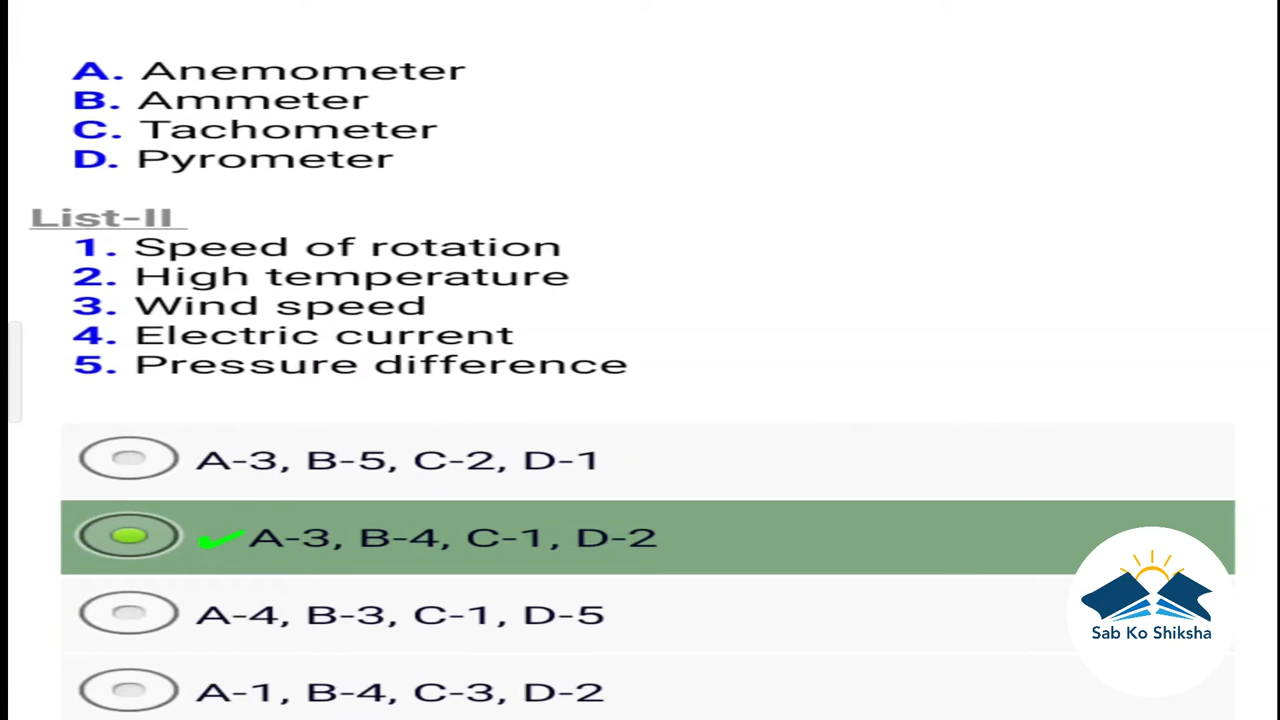 A. Anemometer
B. Ammeter
C. Tachometer
D. Pyrometer
List-II
1. Speed of rotation
2. High temperature
3. Wind speed
4. Electric current
5. Pressure difference
A-3, B-5, C-2, D-1
A-3, B-4, C-1, D-2
A-4, B-3, C-1, D-5
A-1, B-4, C-3, D-2
Sab Ko Shiksha